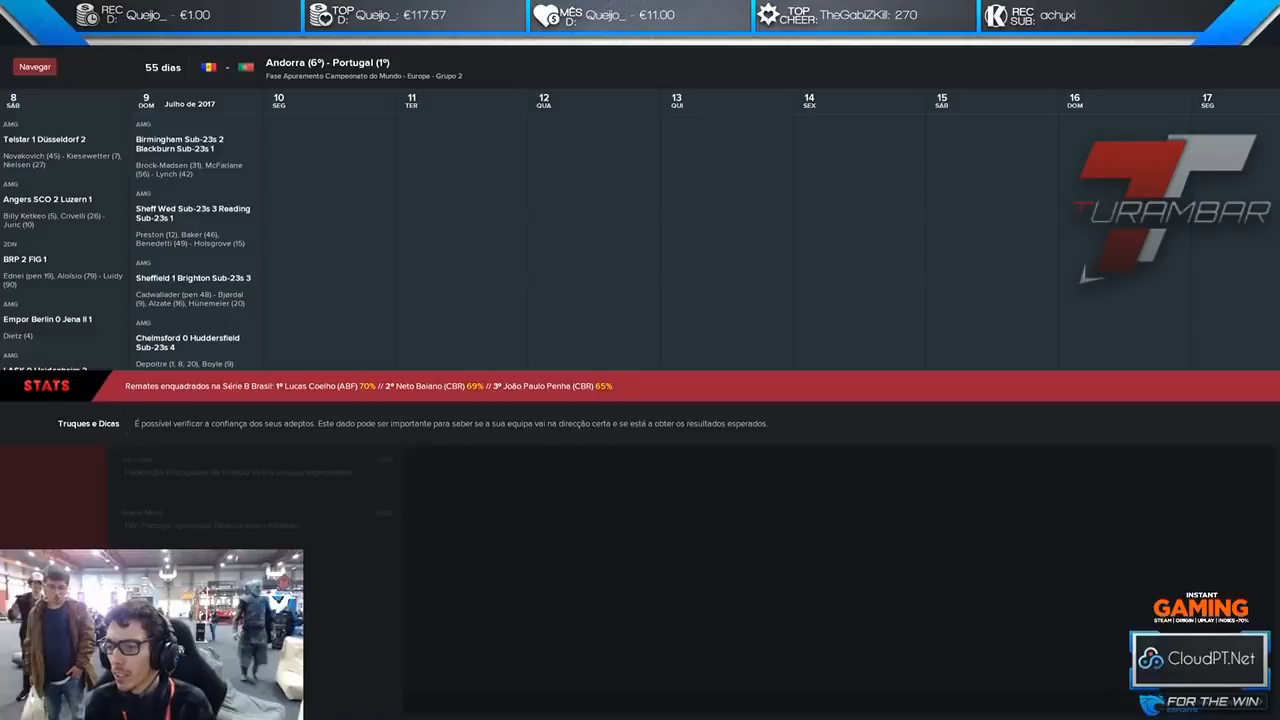 REC D: Queijo_ - €1.00
TOP D: Queijo_: €117.57
MÊS D: Queijo_ - €11.00
TOP CHEER: TheGabiZKill: 270
REC SUB: achyxi
Navegar
55 dias
Andorra (6º) - Portugal (1º)
Fase Apuramento Campeonato do Mundo - Europa - Grupo 2
8 SÁB
9 DOM Julho de 2017
10 SEG
11 TER
12 QUA
13 QUI
14 SEX
15 SÁB
16 DOM
17 SEG
AMG
Telstar 1 Düsseldorf 2
Novakovich (45) - Kiesewetter (7),
Nielsen (27)
AMG
Angers SCO 2 Luzern 1
Billy Ketkeo (5), Crivelli (26) -
Juric (10)
2DN
BRP 2 FIG 1
Ednei (pen 19), Aloísio (79) - Luidy
(90)
AMG
Empor Berlin 0 Jena II 1
Dietz (4)
AMG
AMG
Birmingham Sub-23s 2
Blackburn Sub-23s 1
Brock-Madsen (31), McFarlane
(56) - Lynch (42)
AMG
Sheff Wed Sub-23s 3 Reading
Sub-23s 1
Preston (12), Baker (46),
Benedetti (49) - Holsgrove (15)
AMG
Sheffield 1 Brighton Sub-23s 3
Cadwallader (pen 48) - Bjørdal
(9), Alzate (16), Hünemeier (20)
AMG
Chelmsford 0 Huddersfield
Sub-23s 4
Depoitre (1, 8, 20), Boyle (9)
TURAMBAR
STATS
Remates enquadrados na Série B Brasil: 1º Lucas Coelho (ABF) 70% // 2º Neto Baiano (CBR) 69% // 3º João Paulo Penha (CBR) 65%
Truques e Dicas
É possível verificar a confiança dos seus adeptos. Este dado pode ser importante para saber se a sua equipa vai na direcção certa e se está a obter os resultados esperados.
INSTANT
GAMING
STEAM | ORIGIN | UPLAY | INDIES -70%
CloudPT.Net
FOR THE WIN
ESPORTS